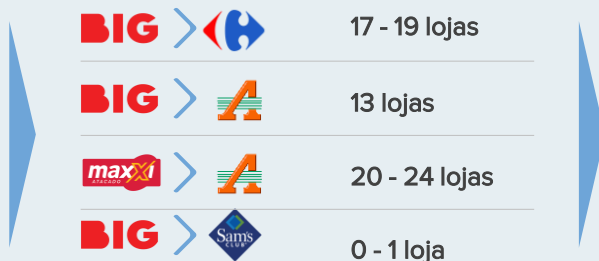 BIG 17 - 19 lojas
BIG 13 lojas
maxxi ATACADO 20 - 24 lojas
BIG Sam's CLUB 0 - 1 loja